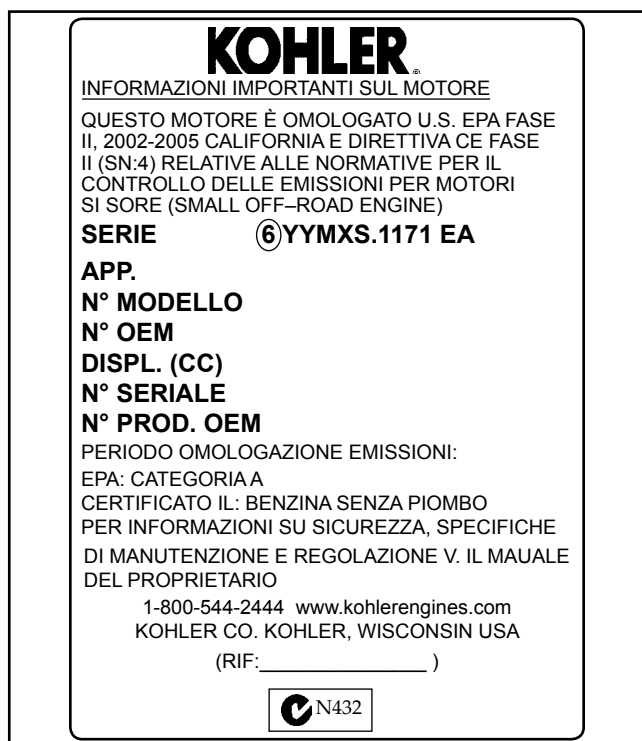 KOHLER®
INFORMAZIONI IMPORTANTI SUL MOTORE
QUESTO MOTORE È OMOLOGATO U.S. EPA FASE
II, 2002-2005 CALIFORNIA E DIRETTIVA CE FASE
II (SN:4) RELATIVE ALLE NORMATIVE PER IL
CONTROLLO DELLE EMISSIONI PER MOTORI
SI SORE (SMALL OFF–ROAD ENGINE)
SERIE 6YYMXS.1171 EA
APP.
N° MODELLO
N° OEM
DISPL. (CC)
N° SERIALE
N° PROD. OEM
PERIODO OMOLOGAZIONE EMISSIONI:
EPA: CATEGORIA A
CERTIFICATO IL: BENZINA SENZA PIOMBO
PER INFORMAZIONI SU SICUREZZA, SPECIFICHE
DI MANUTENZIONE E REGOLAZIONE V. IL MAUALE
DEL PROPRIETARIO
1-800-544-2444 www.kohlerengines.com
KOHLER CO. KOHLER, WISCONSIN USA
(RIF:_______________ )
N432